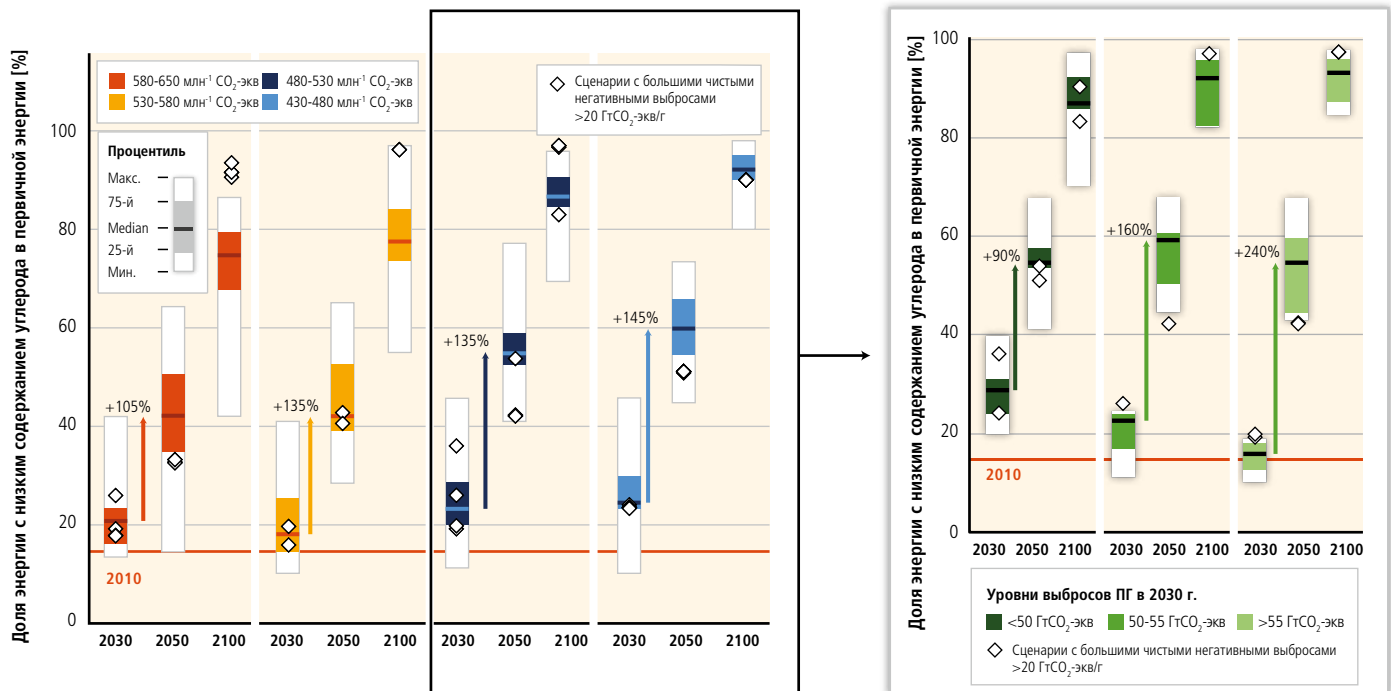 Доля энергии с низким содержанием углерода в первичной энергии [%]
580-650 млн⁻¹ CO₂-экв
480-530 млн⁻¹ CO₂-экв
530-580 млн⁻¹ CO₂-экв
430-480 млн⁻¹ CO₂-экв
Сценарии с большими чистыми
негативными выбросами
>20 ГтCO₂-экв/г
Процентиль
Макс.
75-й
Median
25-й
Мин.
100
80
60
40
20
0
+105%
+135%
+135%
+145%
2010
2030 2050 2100
2030 2050 2100
2030 2050 2100
2030 2050 2100
Доля энергии с низким содержанием углерода в первичной энергии [%]
100
80
60
40
20
0
+90%
+160%
+240%
2010
2030 2050 2100
2030 2050 2100
2030 2050 2100
Уровни выбросов ПГ в 2030 г.
<50 ГтCO₂-экв
50-55 ГтCO₂-экв
>55 ГтCO₂-экв
Сценарии с большими чистыми негативными выбросами
>20 ГтCO₂-экв/г